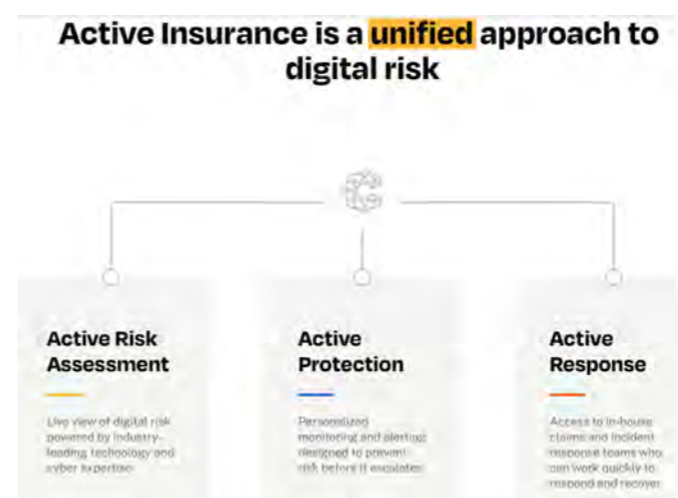 Active Insurance is a unified approach to
digital risk
Active Risk
Assessment
Live view of digital risk
powered by industry-
leading technology and
cyber expertise
Active
Protection
Personalized
monitoring and alerting
designed to prevent
risk before it escalates
Active
Response
Access to in-house
claims and incident
response teams who
can work quickly to
respond and recover